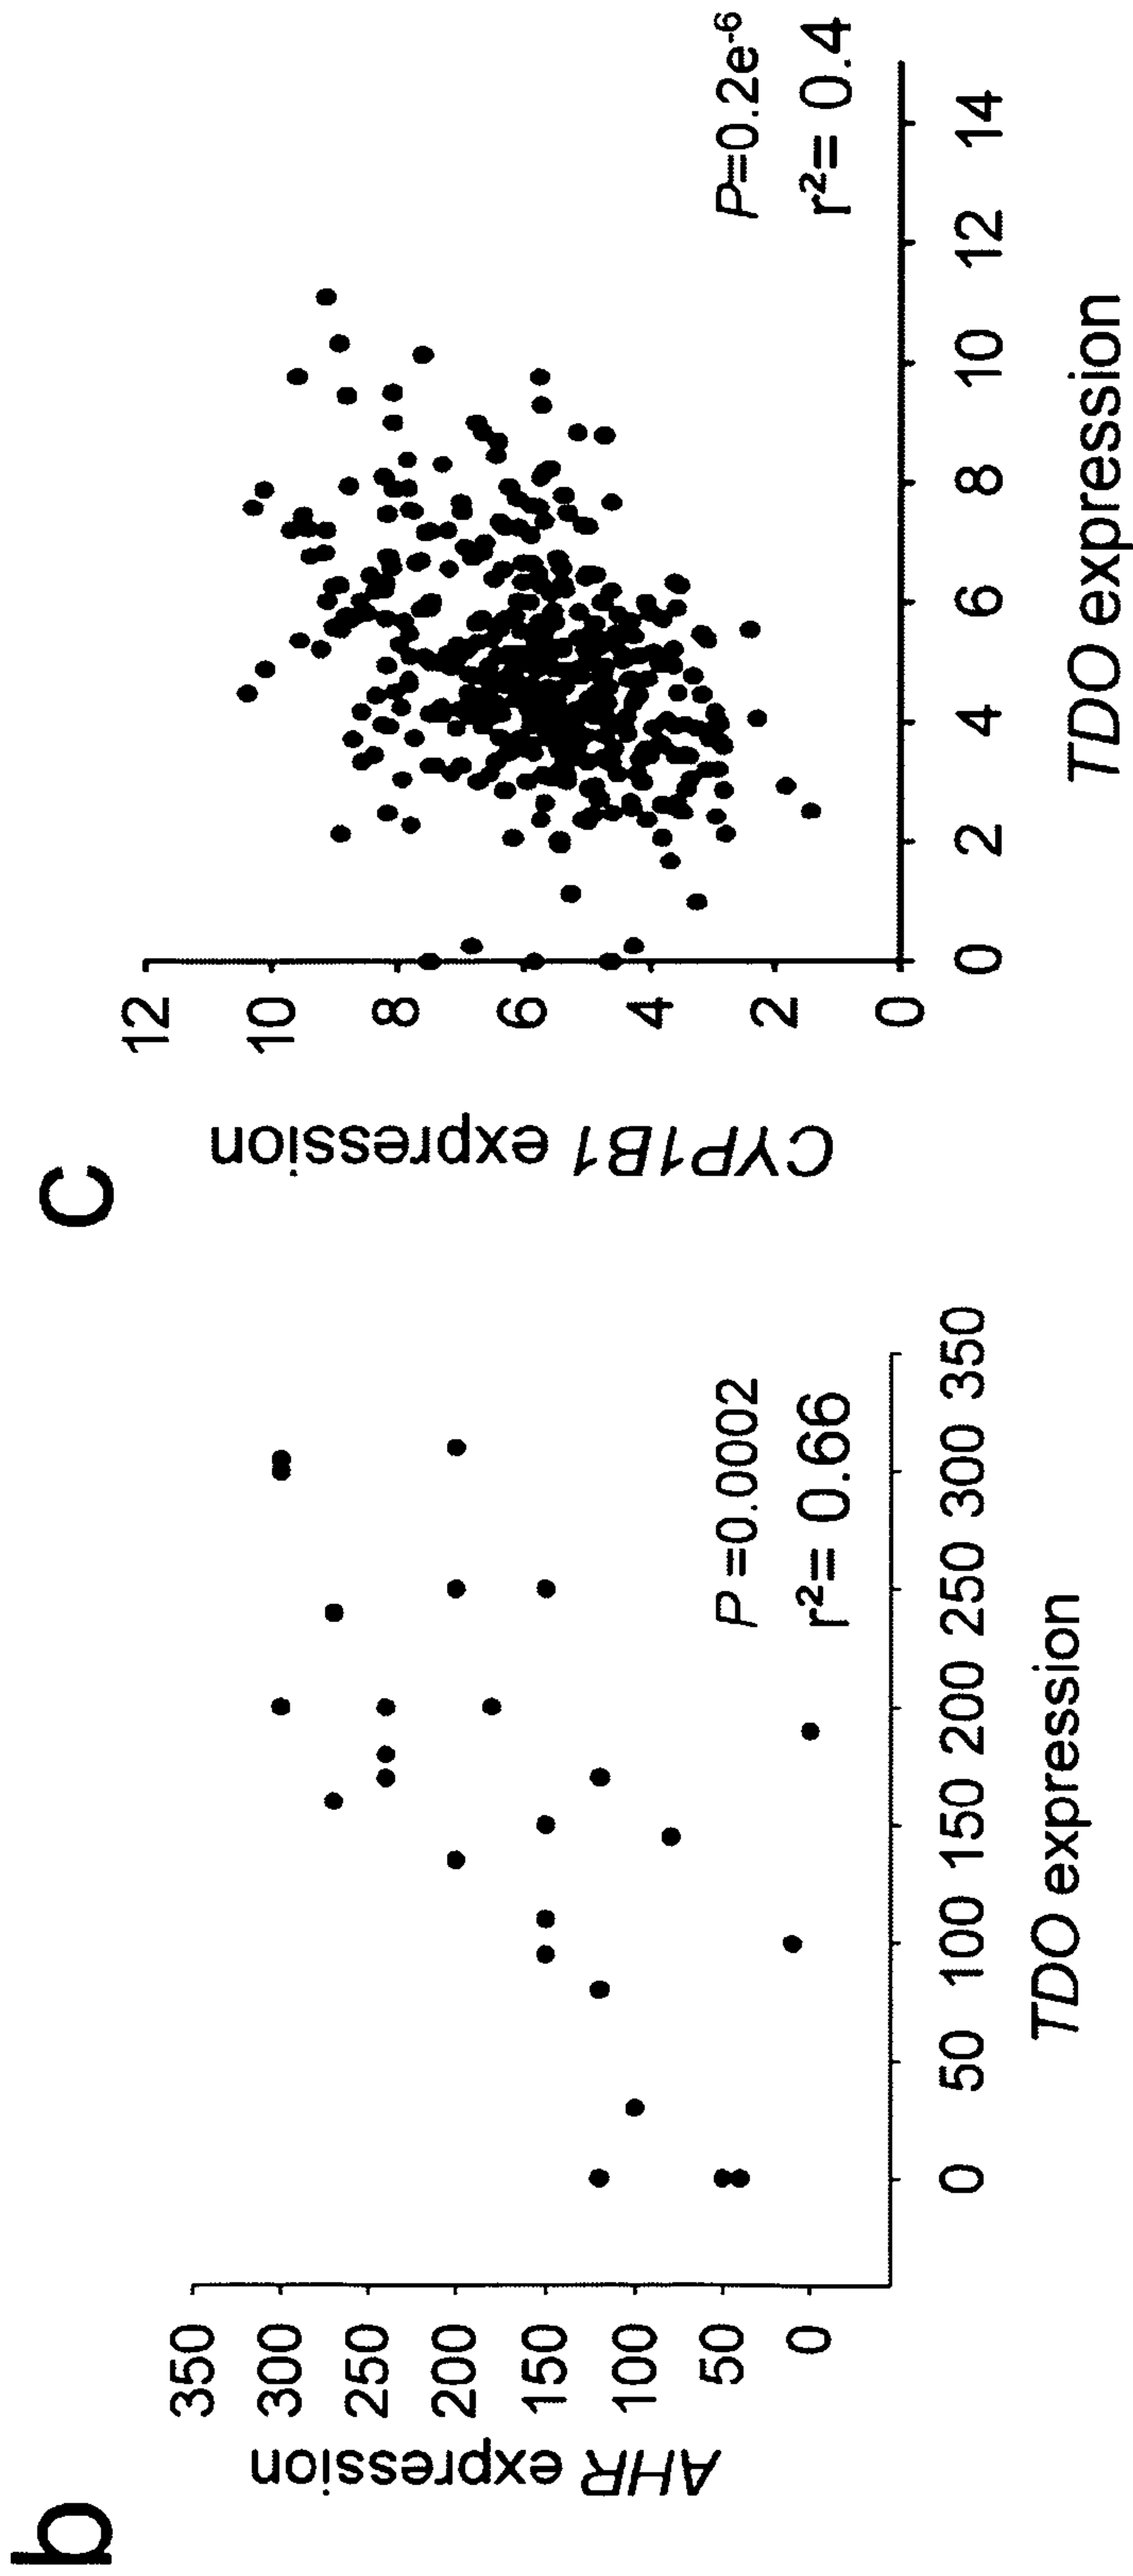 b
AHR expression
350
300
250
200
150
100
50
0
0 50 100 150 200 250 300 350
TDO expression
P =0.0002
r²= 0.66
c
CYP1B1 expression
12
10
8
6
4
2
0
0 2 4 6 8 10 12 14
TDO expression
P=0.2e⁻⁶
r²= 0.4